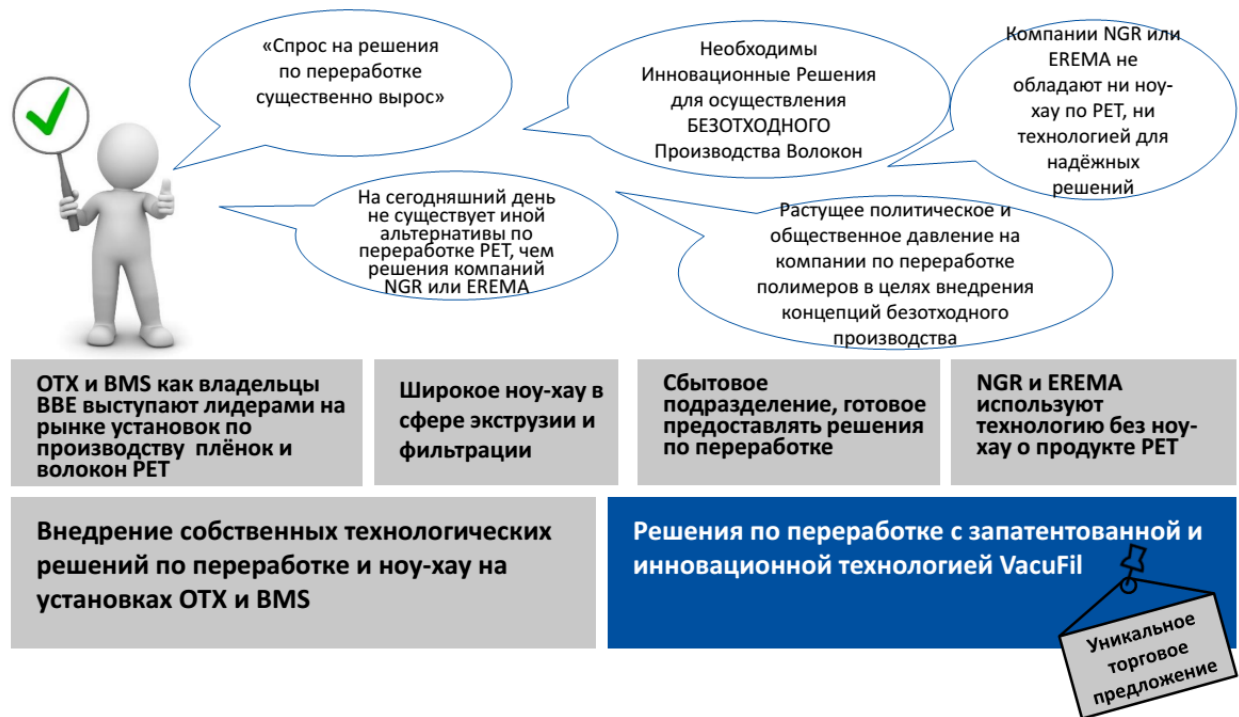 «Спрос на решения
по переработке
существенно вырос»
Необходимы
Инновационные Решения
для осуществления
БЕЗОТХОДНОГО
Производства Волокон
Компании NGR или
EREMA не
обладают ни ноу-
хау по PET, ни
технологией для
надёжных
решений
На сегодняшний день
не существует иной
альтернативы по
переработке PET, чем
решения компаний
NGR или EREMA
Растущее политическое и
общественное давление на
компании по переработке
полимеров в целях внедрения
концепций безотходного
производства
OTX и BMS как владельцы
BBE выступают лидерами на
рынке установок по
производству плёнок и
волокон PET
Широкое ноу-хау в
сфере экструзии и
фильтрации
Сбытовое
подразделение, готовое
предоставлять решения
по переработке
NGR и EREMA
используют
технологию без ноу-
хау о продукте PET
Внедрение собственных технологических
решений по переработке и ноу-хау на
установках OTX и BMS
Решения по переработке с запатентованной и
инновационной технологией VacuFil
Уникальное
торговое
предложение